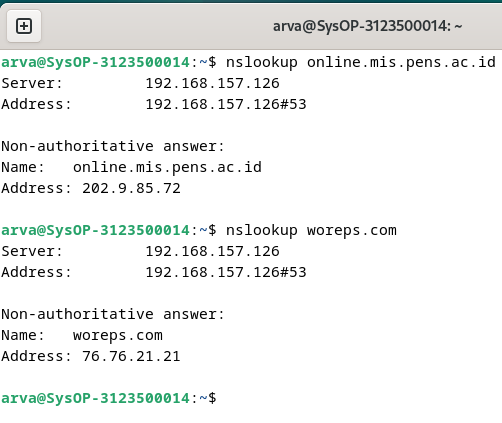 arva@SysOP-3123500014: ~
arva@SysOP-3123500014:~$ nslookup online.mis.pens.ac.id
Server:         192.168.157.126
Address:        192.168.157.126#53

Non-authoritative answer:
Name:   online.mis.pens.ac.id
Address: 202.9.85.72

arva@SysOP-3123500014:~$ nslookup woreps.com
Server:         192.168.157.126
Address:        192.168.157.126#53

Non-authoritative answer:
Name:   woreps.com
Address: 76.76.21.21

arva@SysOP-3123500014:~$